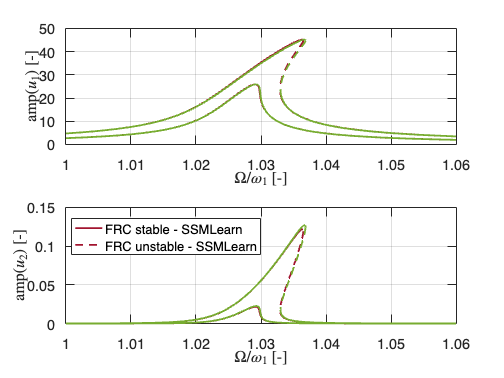 50
40
30
20
10
0
amp(u₁) [-]
1 1.01 1.02 1.03 1.04 1.05 1.06
Ω/ω₁ [-]
0.15
0.1
0.05
0
amp(u₂) [-]
FRC stable - SSMLearn
FRC unstable - SSMLearn
1 1.01 1.02 1.03 1.04 1.05 1.06
Ω/ω₁ [-]